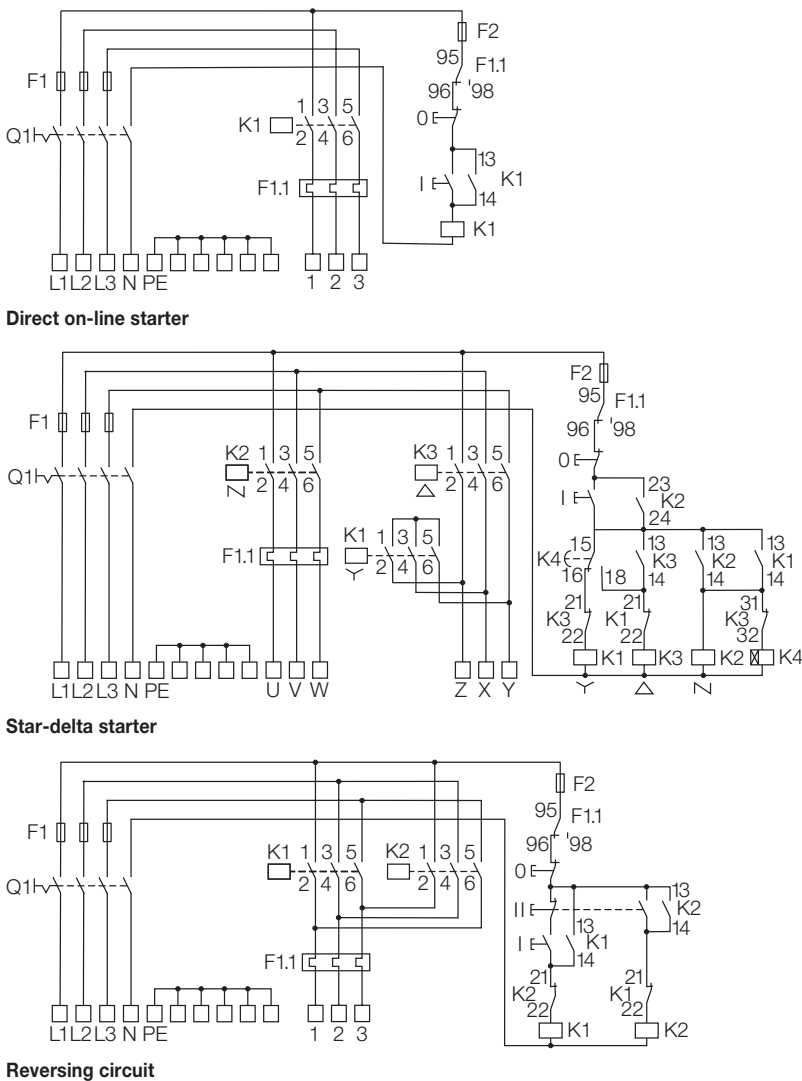 F2
95
F1.1
F1
96 '98
1 3 5
K1
0
Q1
2 4 6
13
F1.1
I
K1
14
K1
L1 L2 L3 N PE
1 2 3
Direct on-line starter
F2
95
F1.1
F1
96 '98
K2 1 3 5
K3 1 3 5
0
Q1
2 4 6
2 4 6
I
23
K2
24
K1 1 3 5
F1.1
2 4 6
15
13
13
13
K4
K3
K2
K1
16
18
14
14
14
21
21
31
K3
K1
K3
22
22
32
K1
K3
K2
K4
L1 L2 L3 N PE
U V W
Z X Y
Star-delta starter
F2
95
F1.1
F1
96 '98
K1 1 3 5
K2 1 3 5
0
Q1
2 4 6
2 4 6
13
II
K2
13
14
I
K1
F1.1
14
21
21
K2
K1
22
22
K1
K2
L1 L2 L3 N PE
1 2 3
Reversing circuit